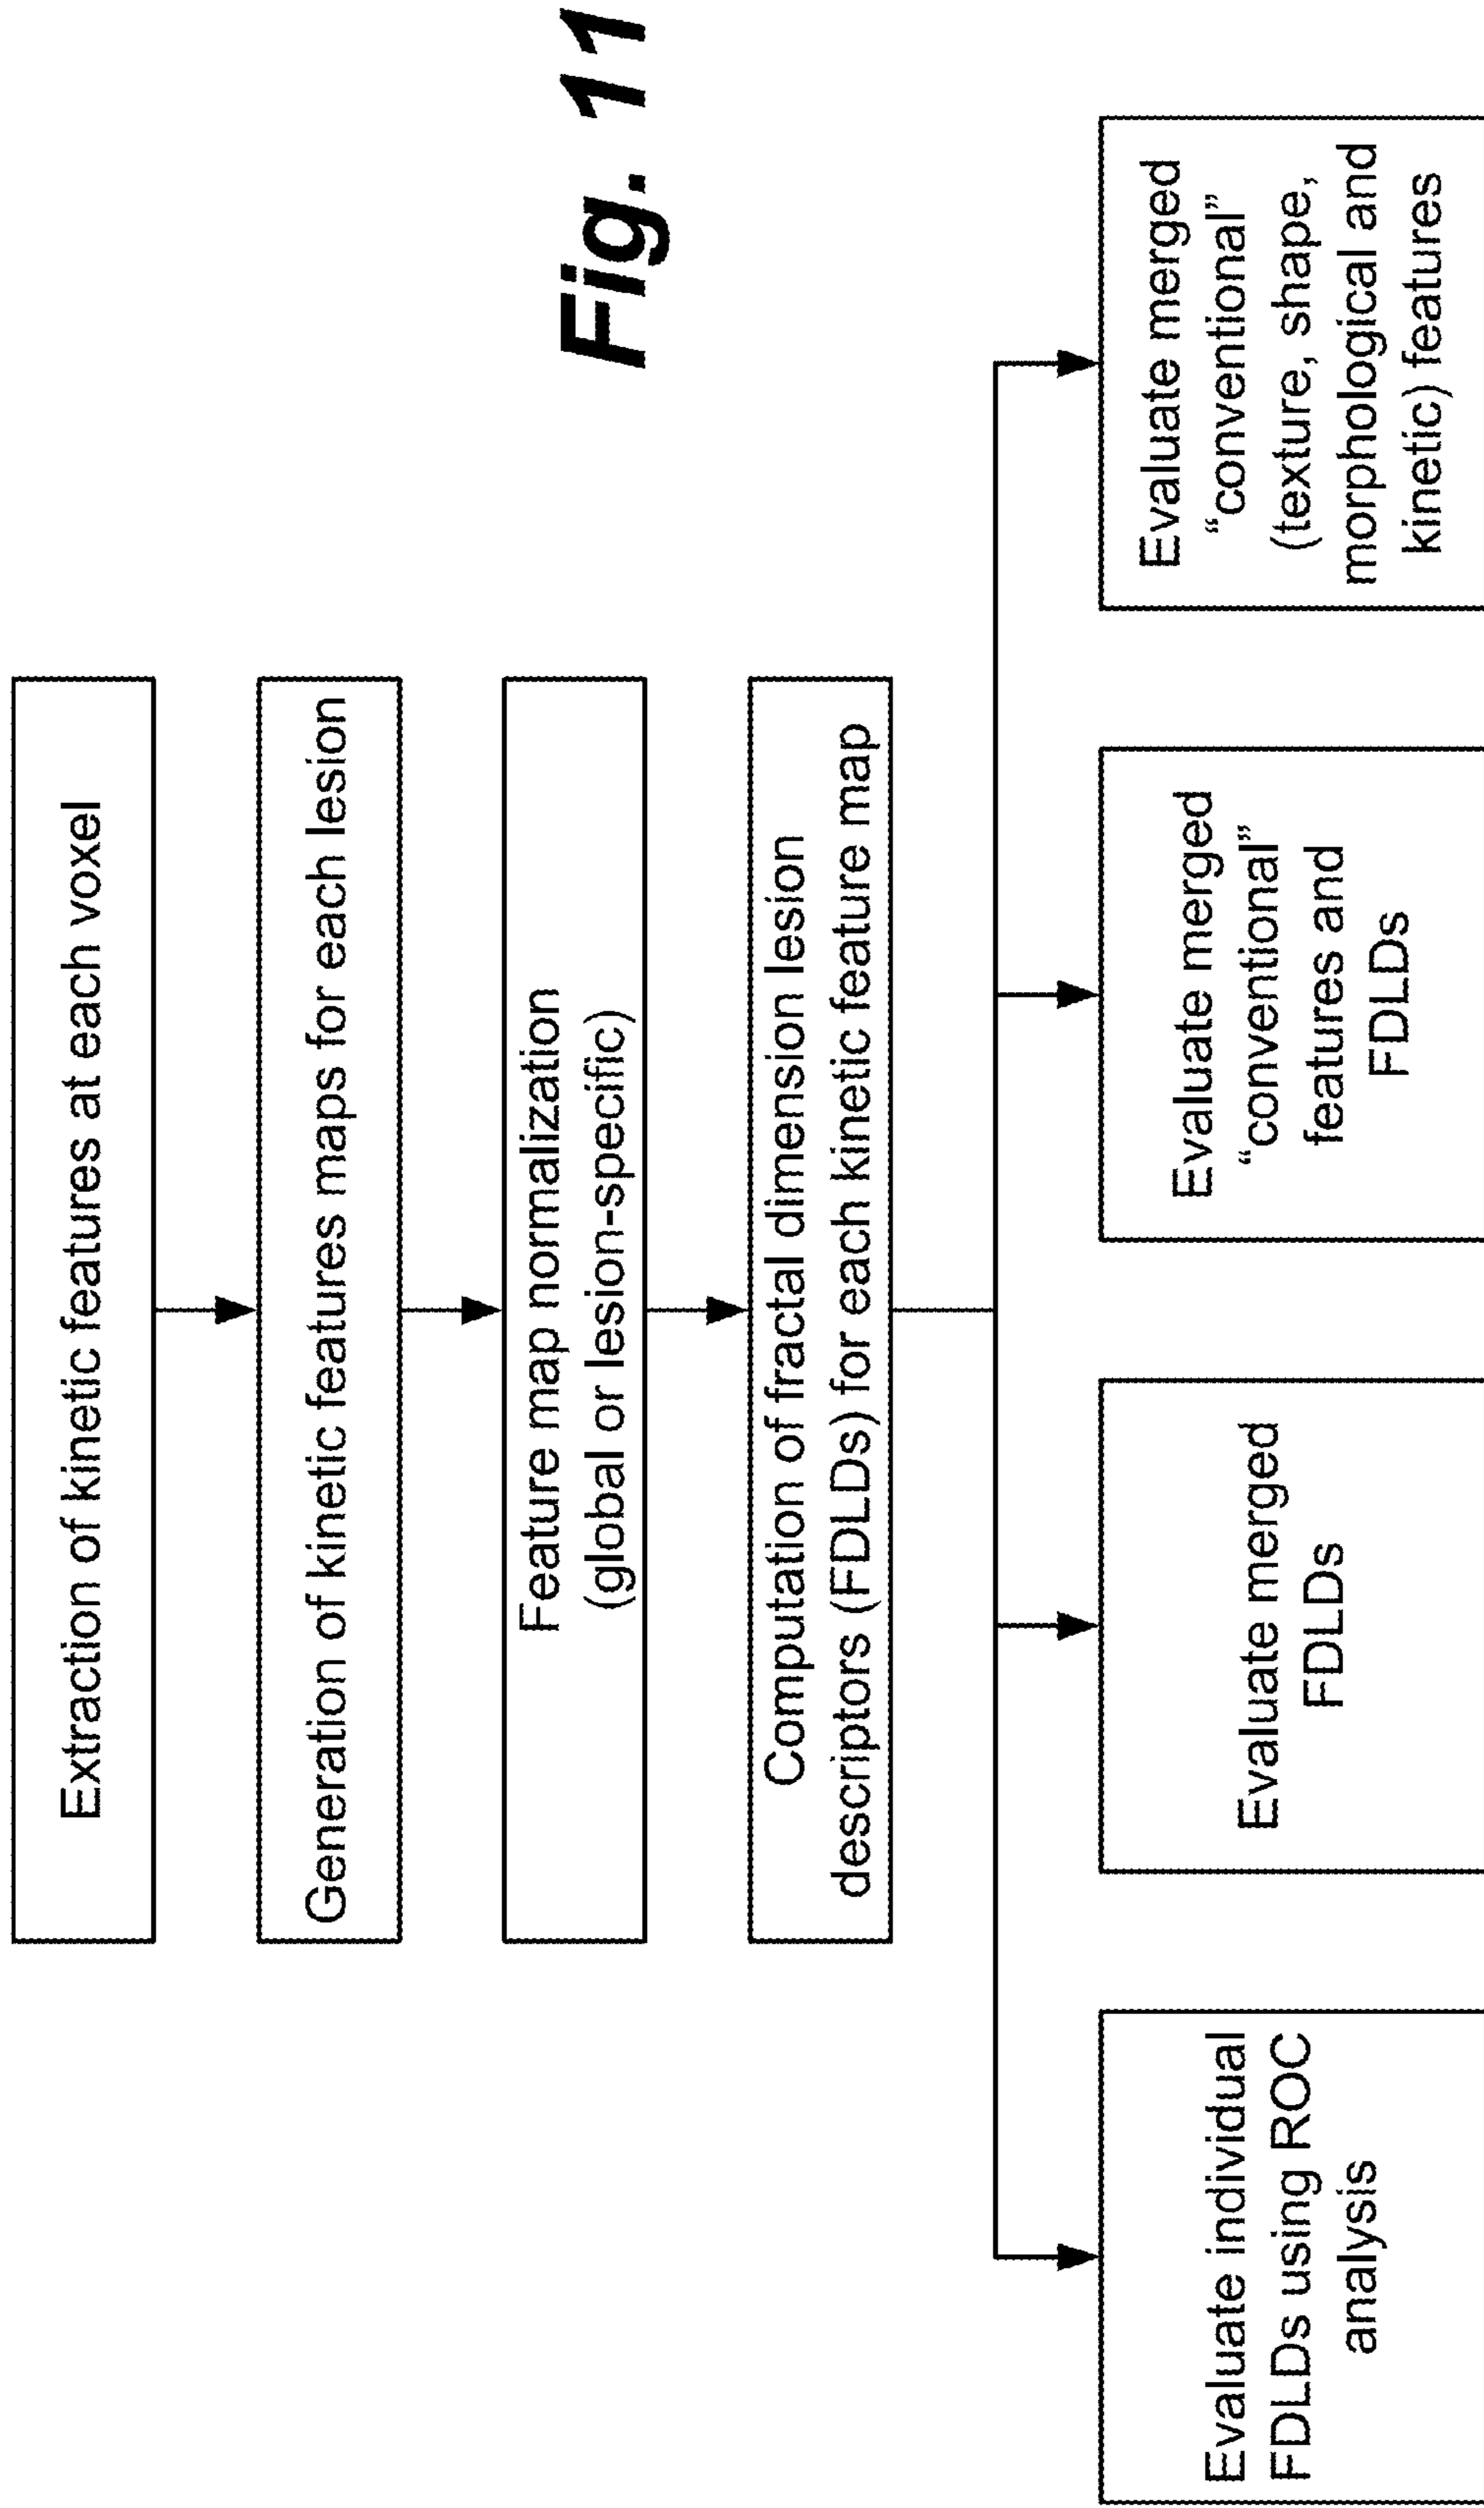 Extraction of kinetic features at each voxel
Generation of kinetic features maps for each lesion
Feature map normalization
(global or lesion-specific)
Computation of fractal dimension lesion
descriptors (FDLDs) for each kinetic feature map
Evaluate individual
FDLDs using ROC
analysis
Evaluate merged
FDLDs
Evaluate merged
“conventional”
features and
FDLDs
Evaluate merged
“conventional”
(texture, shape,
morphological and
kinetic) features
Fig. 11